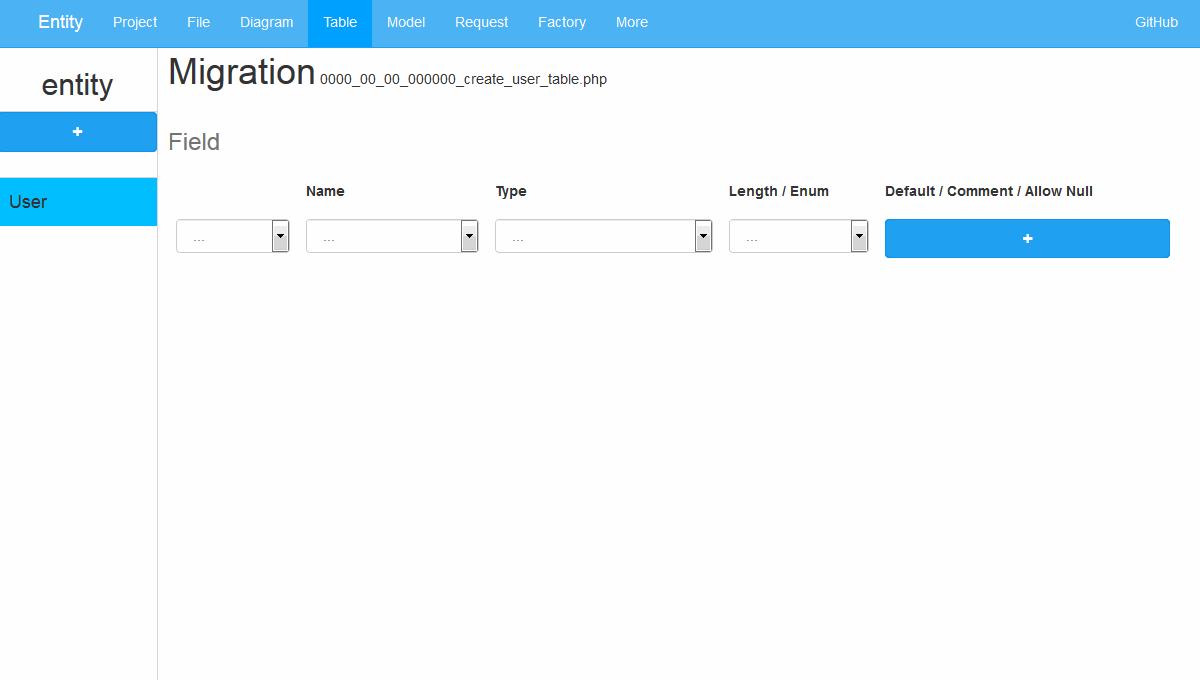 Entity Project File Diagram Table Model Request Factory More GitHub
entity
+
User
Migration 0000_00_00_000000_create_user_table.php
Field
Name Type Length / Enum Default / Comment / Allow Null
... ... ... ... +